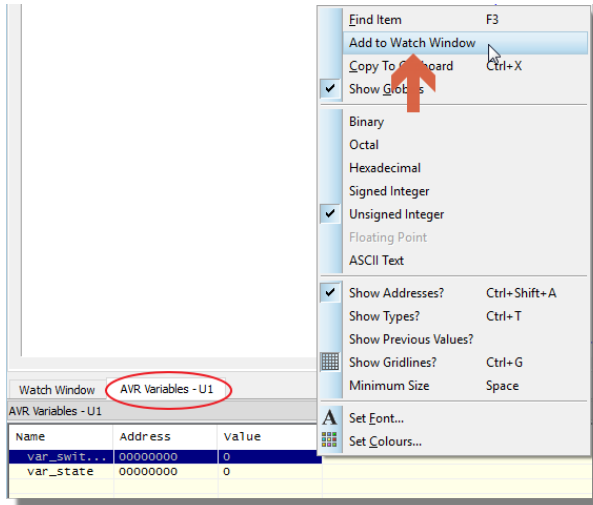 Find Item F3
Add to Watch Window
Copy To Ctrl+X
Show
Binary
Octal
Hexadecimal
Signed Integer
Unsigned Integer
Floating Point
ASCII Text
Show Addresses? Ctrl+Shift+A
Show Types? Ctrl+T
Show Previous Values?
Show Gridlines? Ctrl+G
Minimum Size Space
Set Font...
Set Colours...
Watch Window AVR Variables - U1
AVR Variables - U1
Name Address Value
var_swit... 00000000 0
var_state 00000000 0